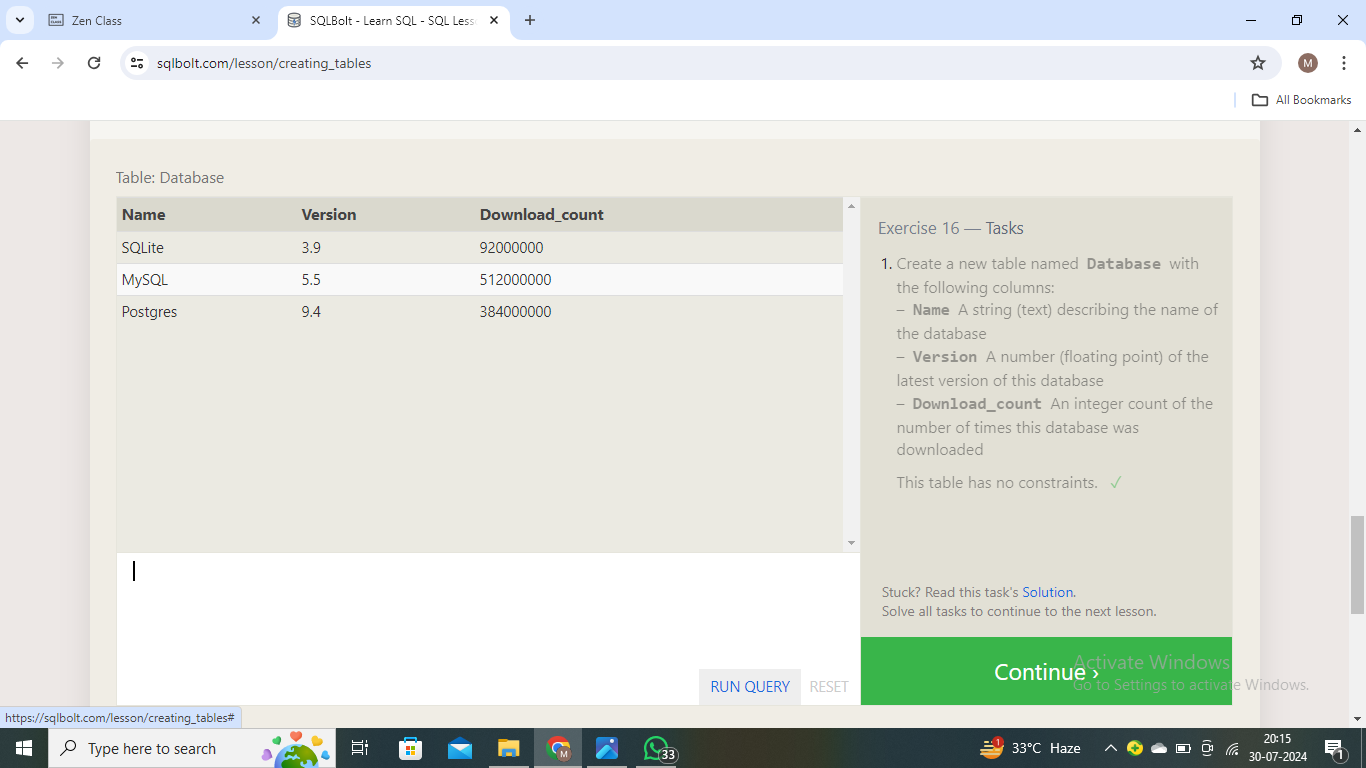 Zen Class
SQLBolt - Learn SQL - SQL Less
sqlbolt.com/lesson/creating_tables
M
All Bookmarks
Table: Database
Name Version Download_count
SQLite 3.9 92000000
MySQL 5.5 512000000
Postgres 9.4 384000000
Exercise 16 — Tasks
1. Create a new table named Database with
the following columns:
– Name A string (text) describing the name of
the database
– Version A number (floating point) of the
latest version of this database
– Download_count An integer count of the
number of times this database was
downloaded
This table has no constraints. ✓
Stuck? Read this task's Solution.
Solve all tasks to continue to the next lesson.
RUN QUERY RESET
Continue ›
Activate Windows
Go to Settings to activate Windows.
https://sqlbolt.com/lesson/creating_tables#
Type here to search
M
33
1
33°C Haze
20:15
30-07-2024
1